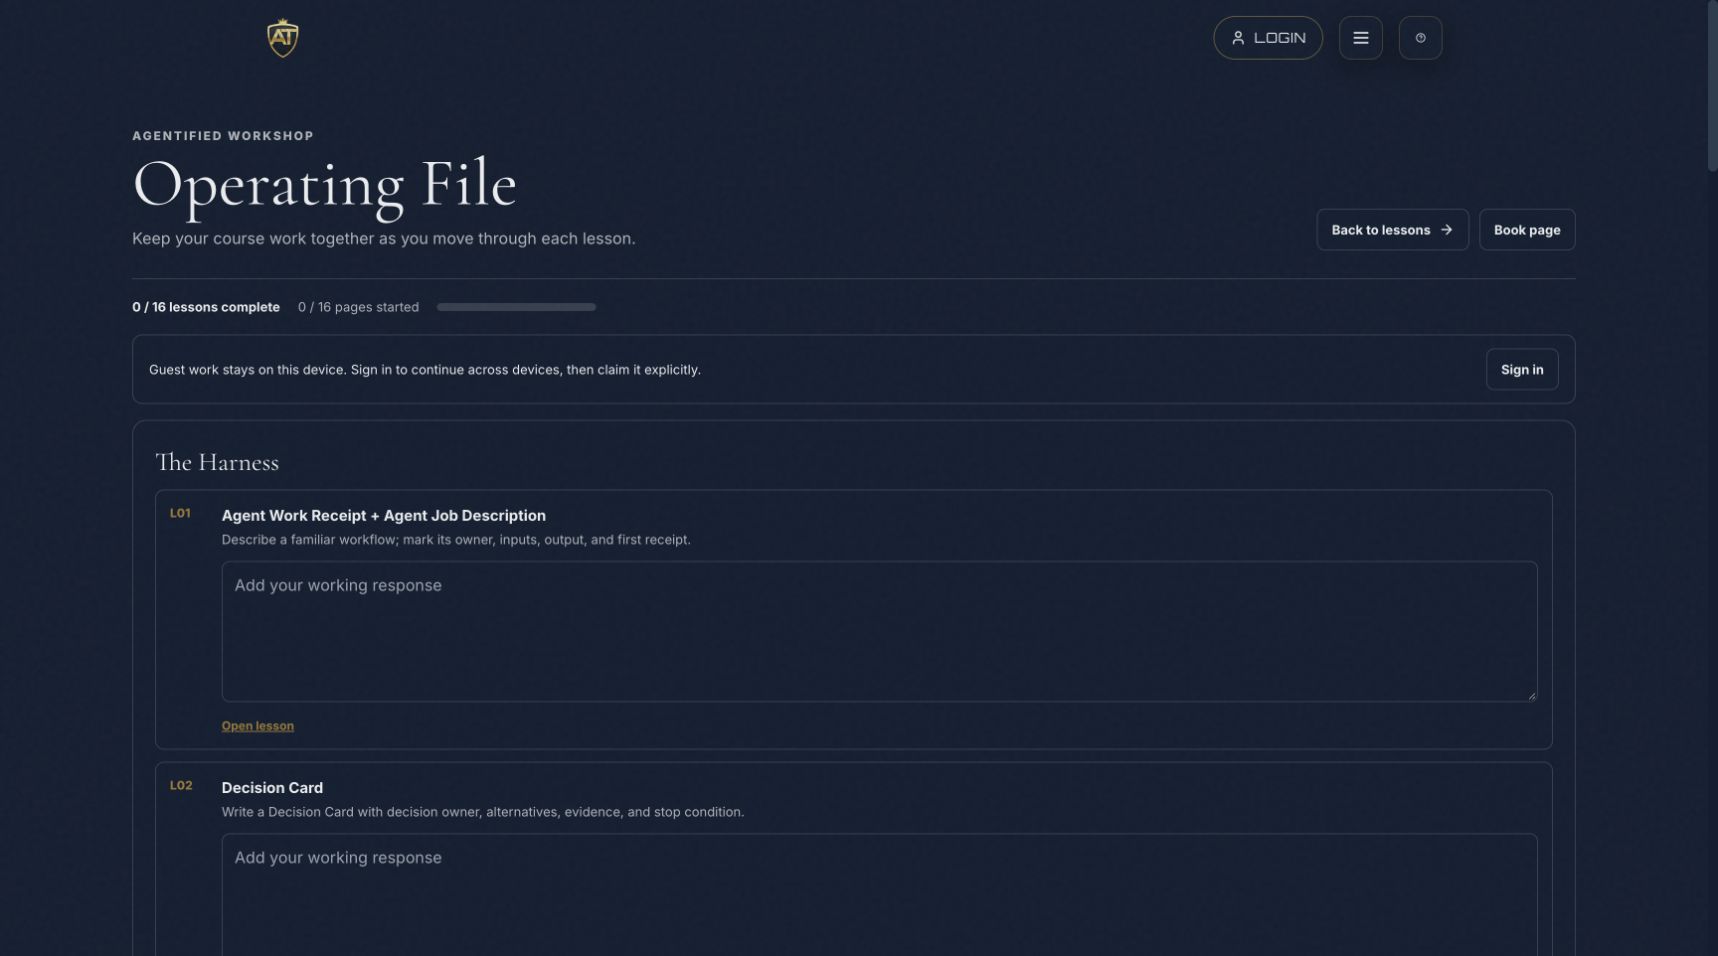 AT
LOGIN
AGENTIFIED WORKSHOP
Operating File
Keep your course work together as you move through each lesson.
Back to lessons →
Book page
0 / 16 lessons complete
0 / 16 pages started
Guest work stays on this device. Sign in to continue across devices, then claim it explicitly.
Sign in
The Harness
L01
Agent Work Receipt + Agent Job Description
Describe a familiar workflow; mark its owner, inputs, output, and first receipt.
Add your working response
Open lesson
L02
Decision Card
Write a Decision Card with decision owner, alternatives, evidence, and stop condition.
Add your working response